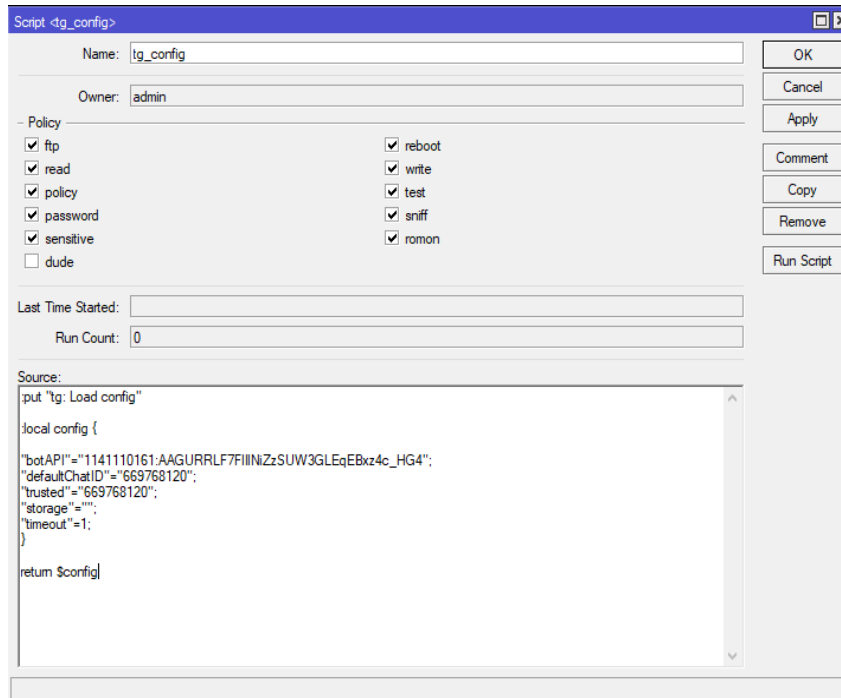 Script <tg_config>
Name: tg_config
OK
Owner: admin
Cancel
Policy
Apply
ftp
reboot
Comment
read
write
policy
test
Copy
password
sniff
Remove
sensitive
romon
dude
Run Script
Last Time Started:
Run Count: 0
Source:
:put "tg: Load config"
:local config {
"botAPI"=
"defaultChatID"="669768120";
"trusted"="669768120";
"storage"="";
"timeout"=1;
}
return $config